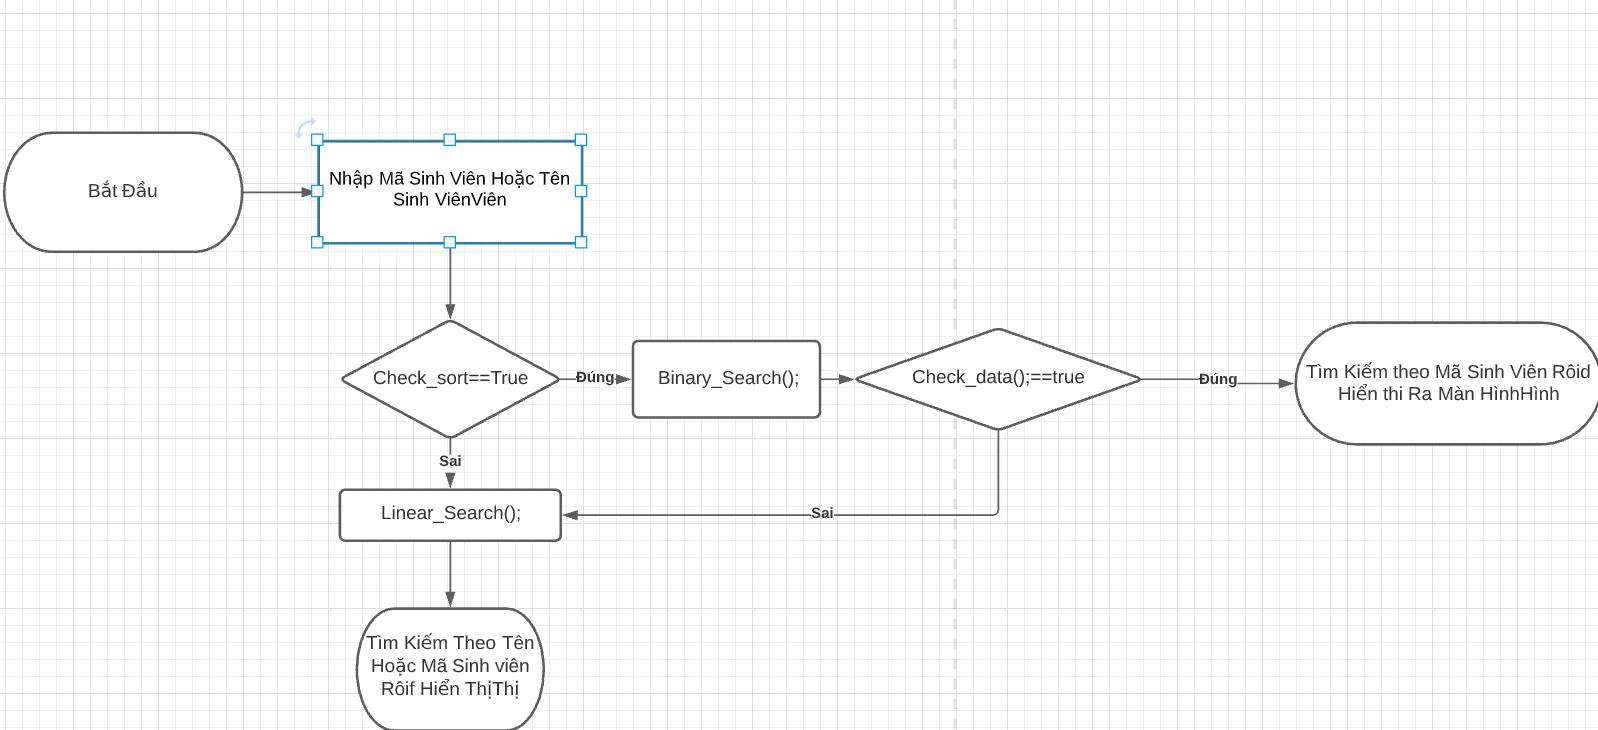 Bắt Đầu
Nhập Mã Sinh Viên Hoặc Tên
Sinh ViênViên
Check_sort==True
Đúng
Binary_Search();
Check_data();==true
Đúng
Tìm Kiếm theo Mã Sinh Viên Rôid
Hiển thi Ra Màn HìnhHình
Sai
Linear_Search();
Sai
Tìm Kiếm Theo Tên
Hoặc Mã Sinh viên
Rôif Hiển ThịThị